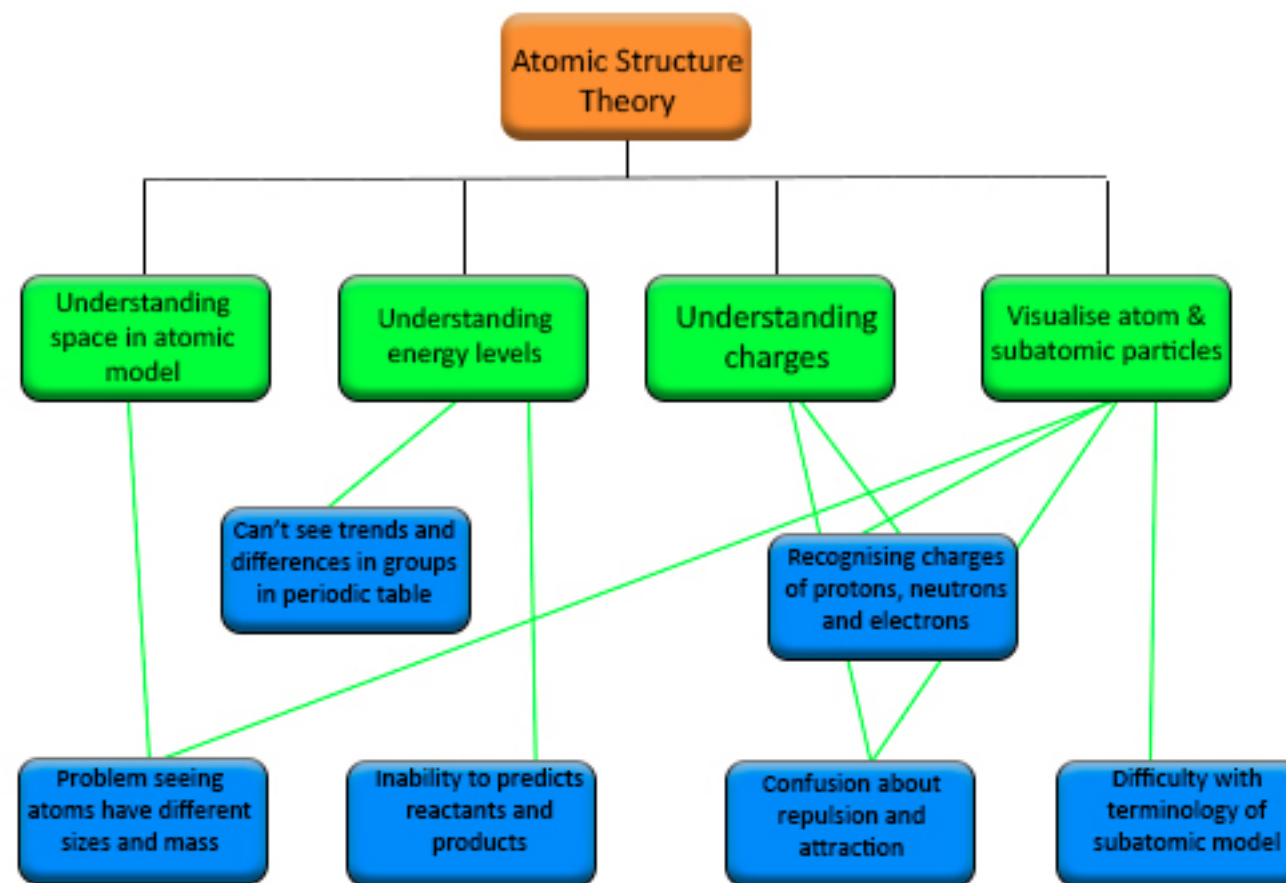 Atomic Structure
Theory
Understanding
space in atomic
model
Understanding
energy levels
Understanding
charges
Visualise atom &
subatomic particles
Can't see trends and
differences in groups
in periodic table
Recognising charges
of protons, neutrons
and electrons
Problem seeing
atoms have different
sizes and mass
Inability to predicts
reactants and
products
Confusion about
repulsion and
attraction
Difficulty with
terminology of
subatomic model